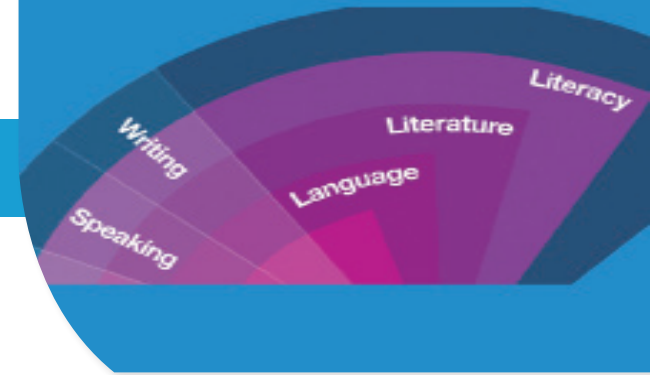 Literacy
Literature
Language
Writing
Speaking